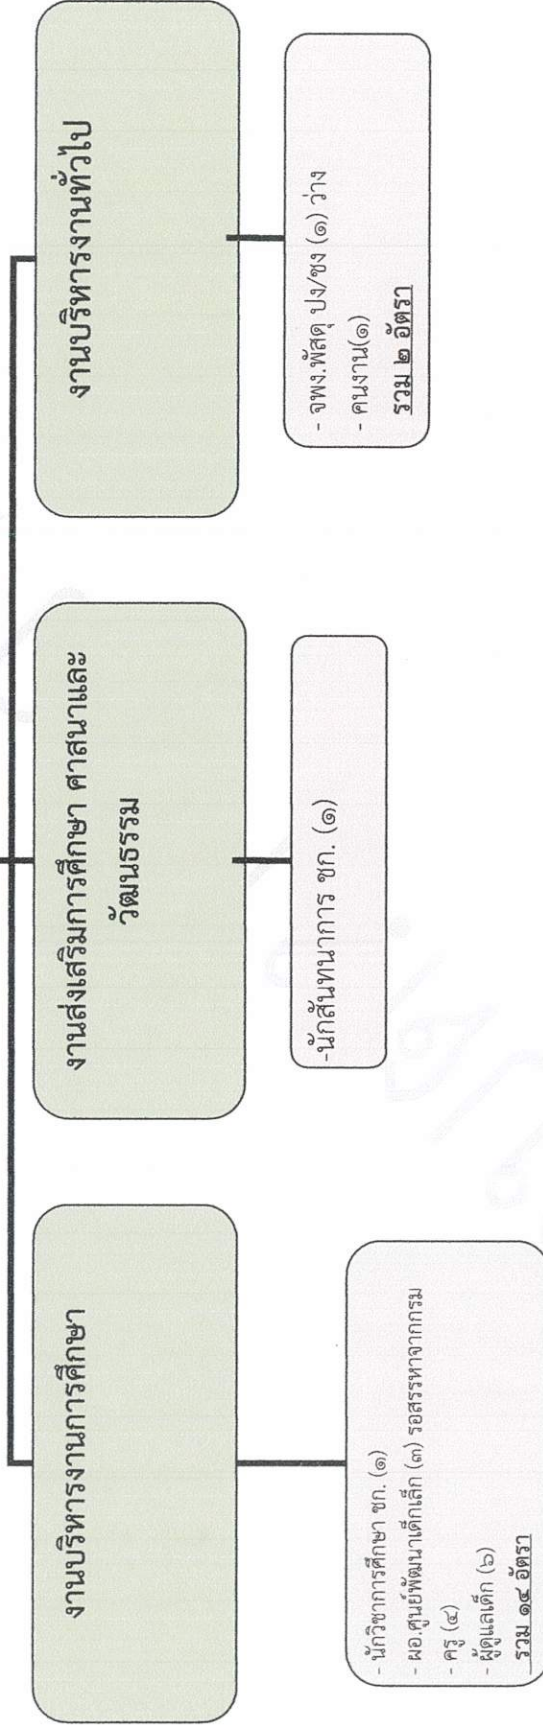 งานบริหารงานการศึกษา
- นักวิชาการศึกษา ชก. (๑)
- ผอ.ศูนย์พัฒนาเด็กเล็ก (๓) รอสรรหาจากกรม
- ครู (๔)
- ผู้ดูแลเด็ก (๖)
รวม ๑๔ อัตรา
งานส่งเสริมการศึกษา ศาสนาและ
วัฒนธรรม
-นักสันทนาการ ชก. (๑)
งานบริหารงานทั่วไป
- จพง.พัสดุ ปง/ชง (๑) ว่าง
- คนงาน(๑)
รวม ๒ อัตรา